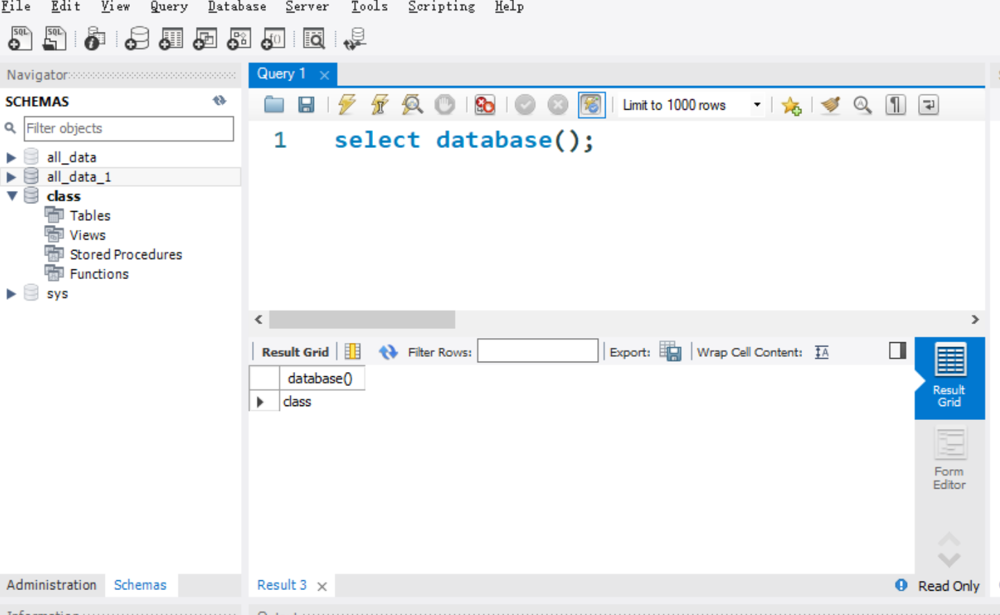 File Edit View Query Database Server Tools Scripting Help
SQL SQL
Navigator
SCHEMAS
Filter objects
all_data
all_data_1
class
Tables
Views
Stored Procedures
Functions
sys
Administration Schemas
Query 1
Limit to 1000 rows
1 select database();
Result Grid Filter Rows: Export: Wrap Cell Content:
database()
class
Result
Grid
Form
Editor
Result 3
Read Only